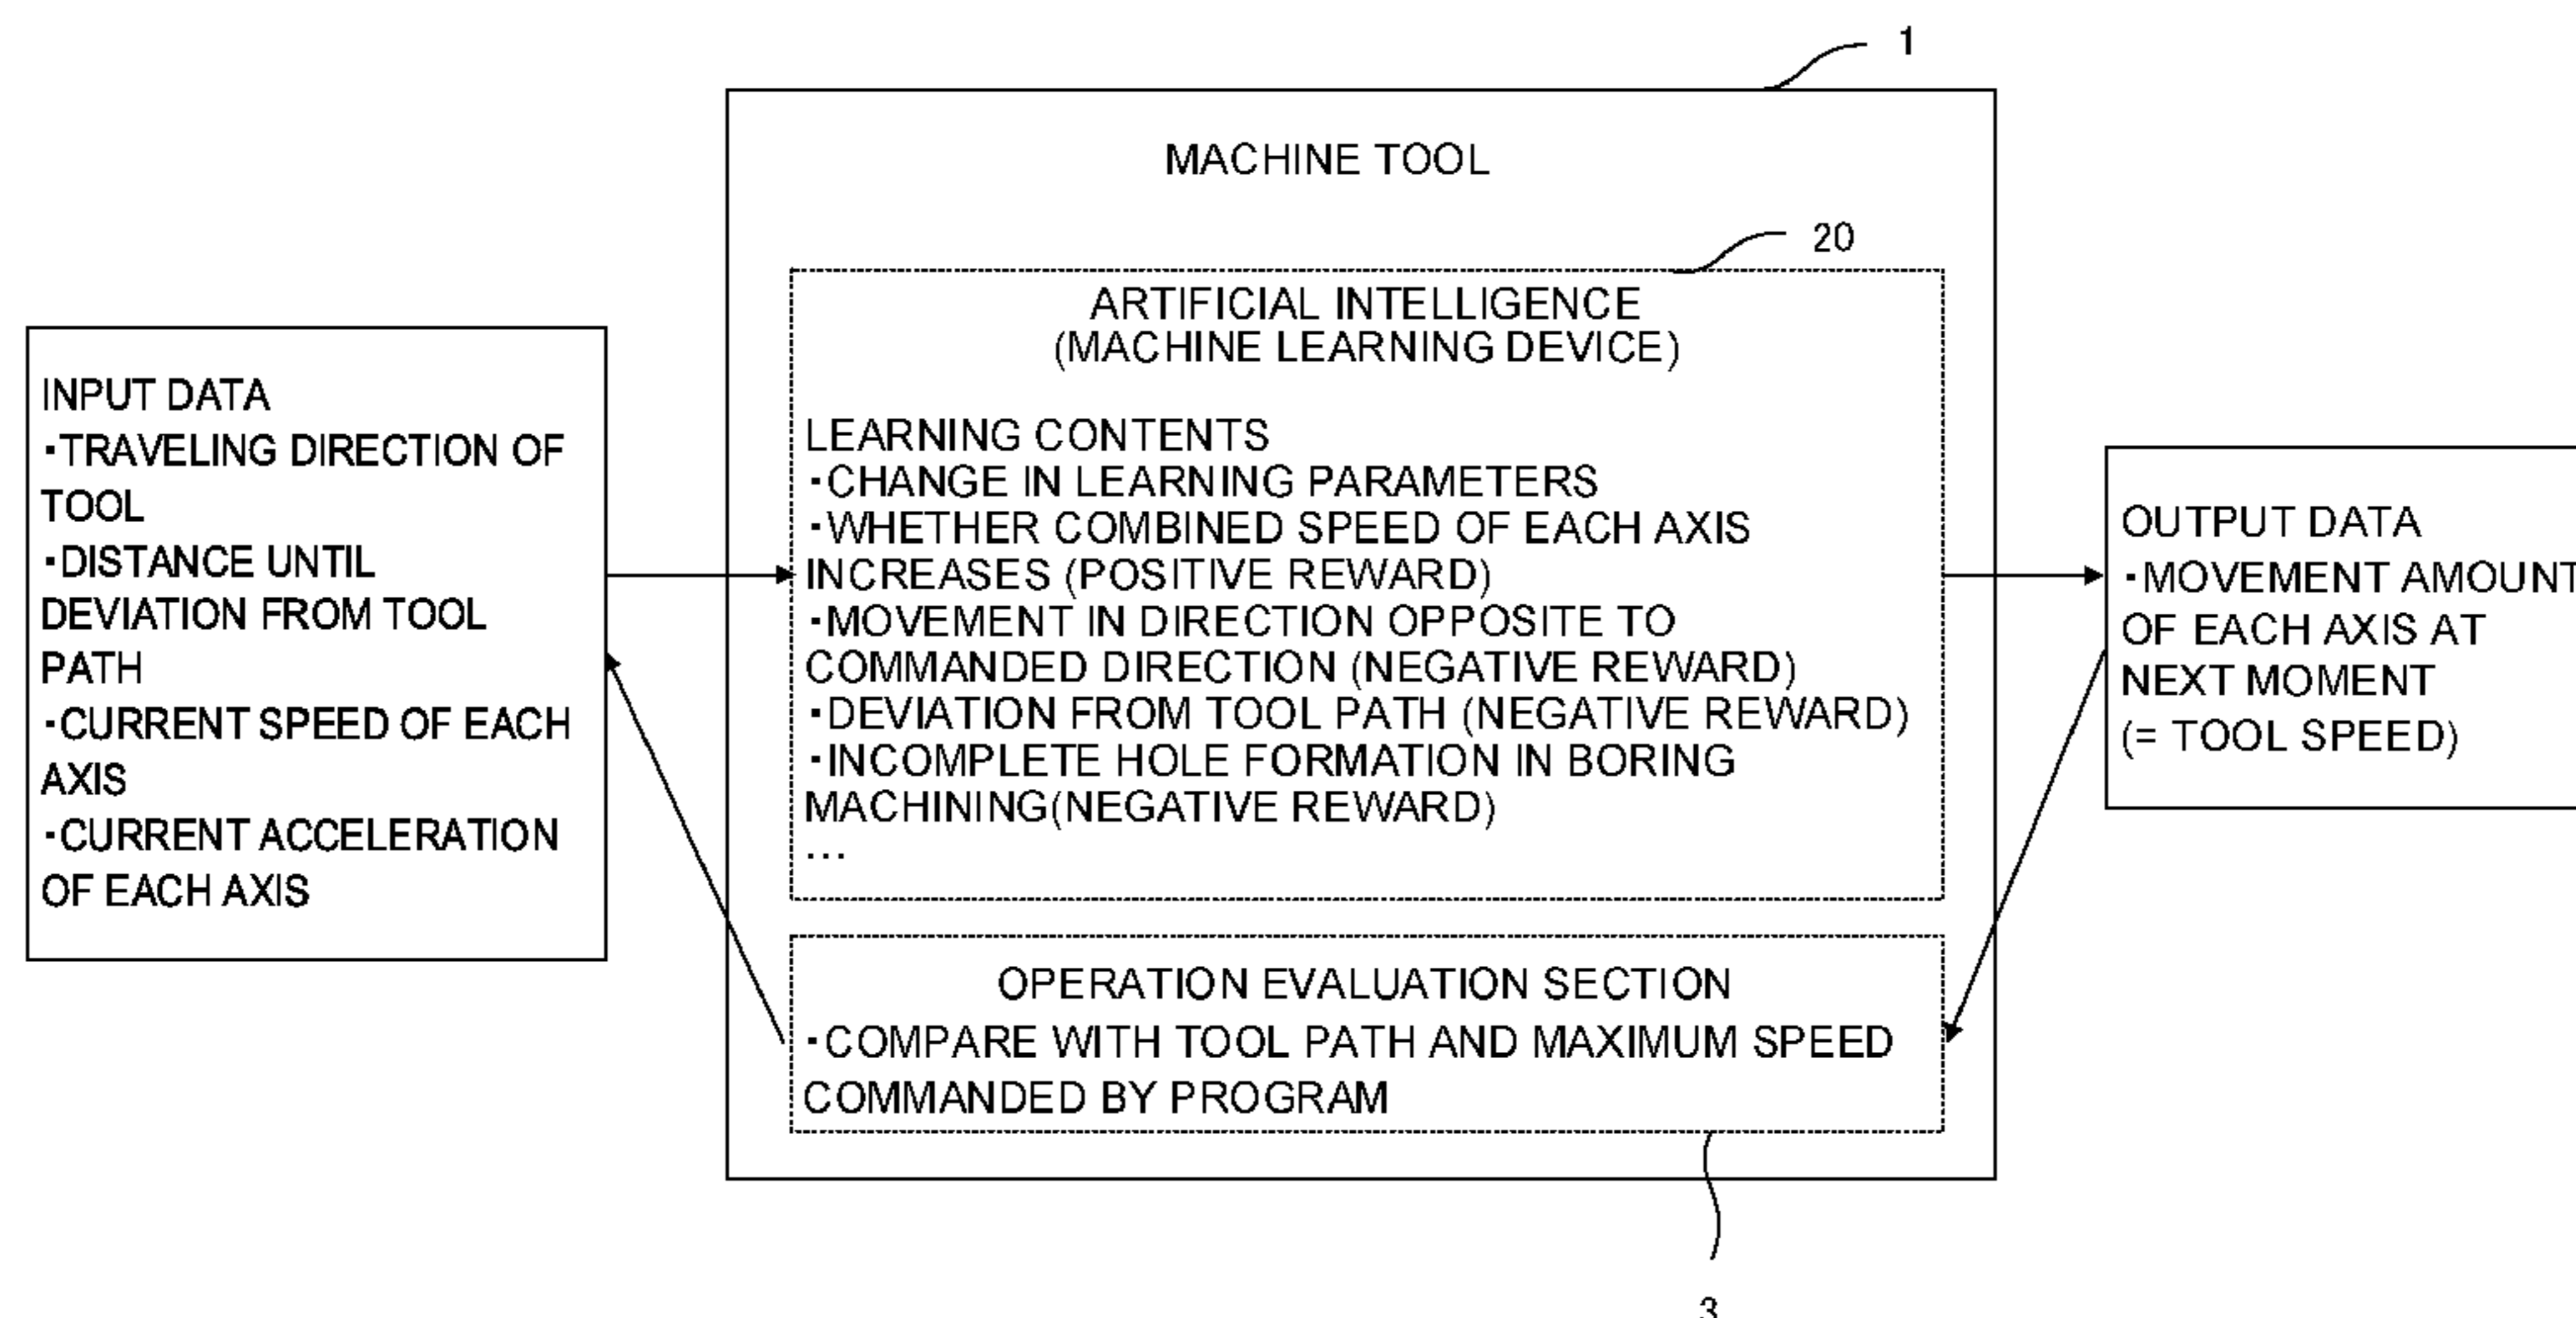 1
MACHINE TOOL
20
ARTIFICIAL INTELLIGENCE
(MACHINE LEARNING DEVICE)
LEARNING CONTENTS
・CHANGE IN LEARNING PARAMETERS
・WHETHER COMBINED SPEED OF EACH AXIS
INCREASES (POSITIVE REWARD)
・MOVEMENT IN DIRECTION OPPOSITE TO
COMMANDED DIRECTION (NEGATIVE REWARD)
・DEVIATION FROM TOOL PATH (NEGATIVE REWARD)
・INCOMPLETE HOLE FORMATION IN BORING
MACHINING(NEGATIVE REWARD)
...
INPUT DATA
・TRAVELING DIRECTION OF
TOOL
・DISTANCE UNTIL
DEVIATION FROM TOOL
PATH
・CURRENT SPEED OF EACH
AXIS
・CURRENT ACCELERATION
OF EACH AXIS
OUTPUT DATA
・MOVEMENT AMOUNT
OF EACH AXIS AT
NEXT MOMENT
(= TOOL SPEED)
OPERATION EVALUATION SECTION
・COMPARE WITH TOOL PATH AND MAXIMUM SPEED
COMMANDED BY PROGRAM
3